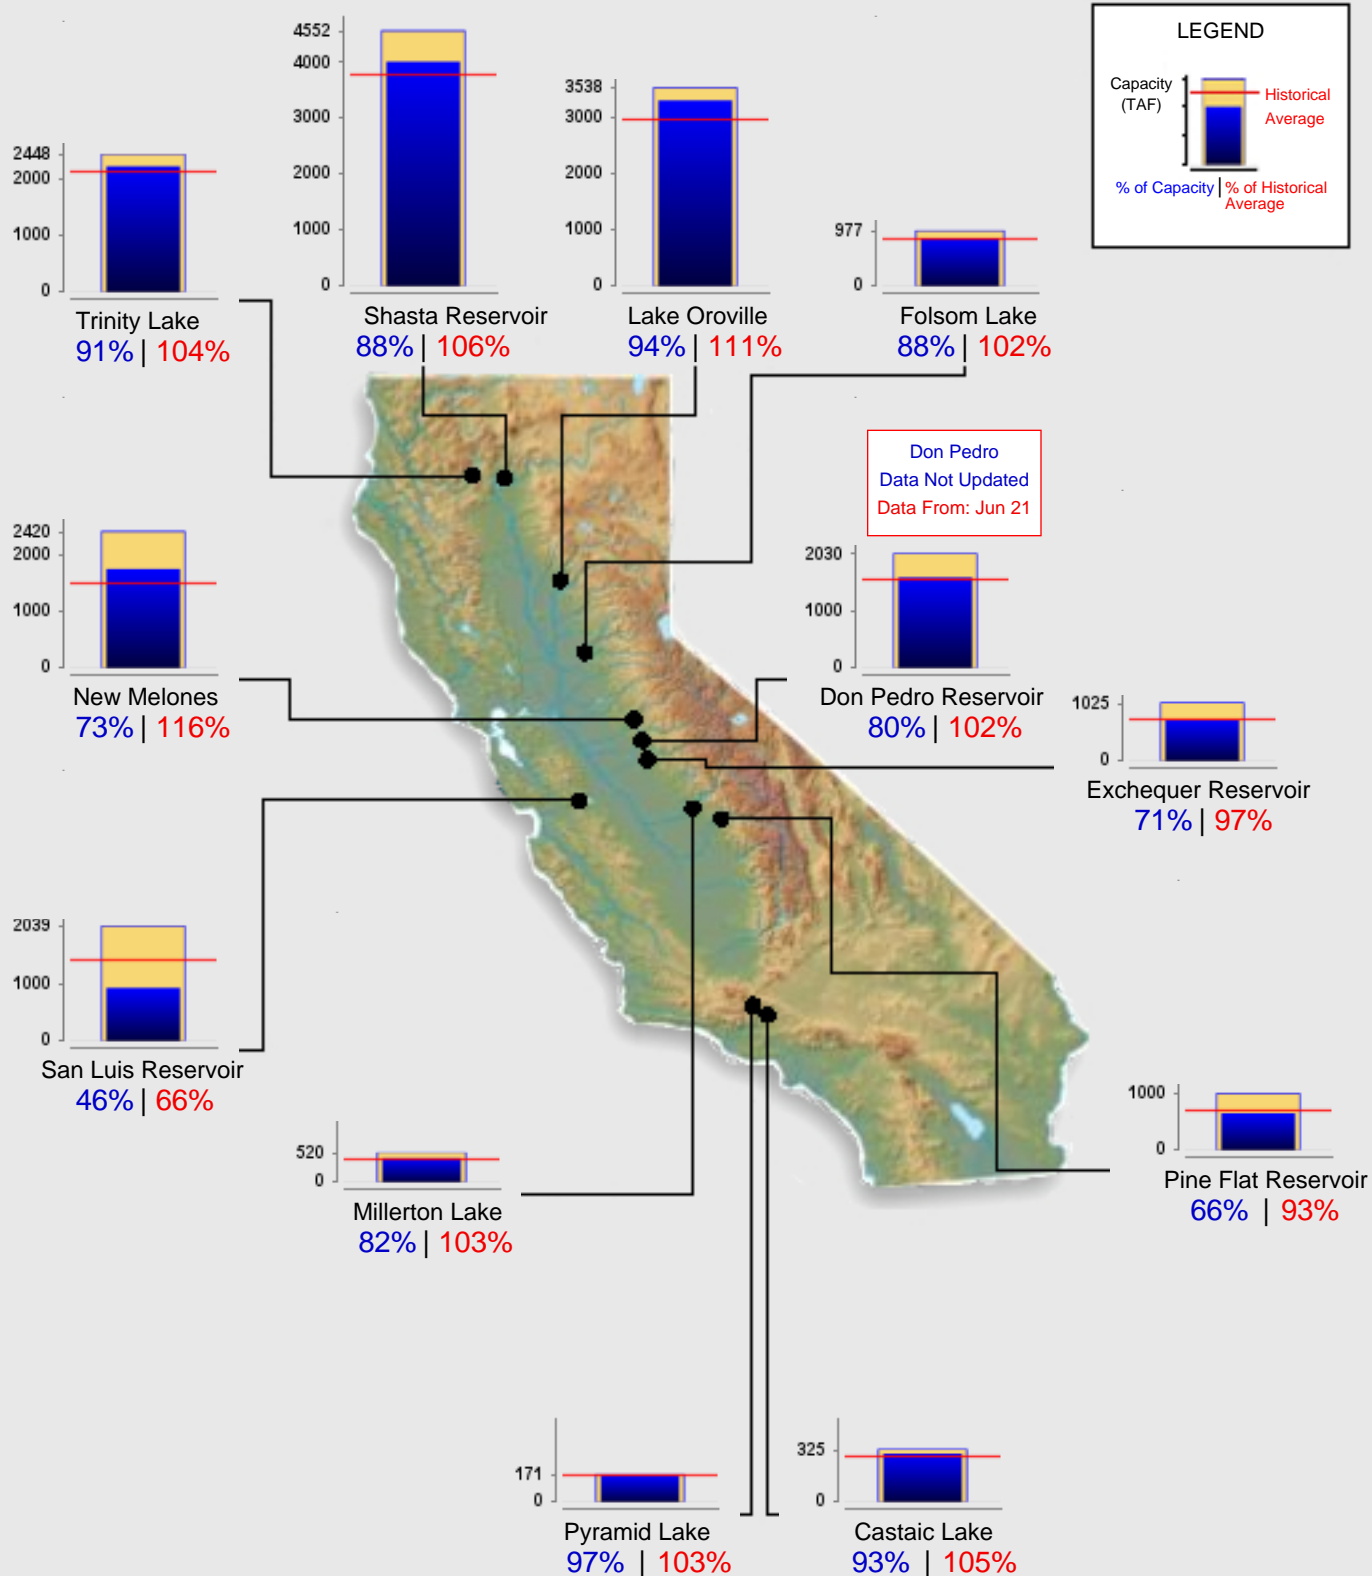 LEGEND
Capacity
(TAF)
Historical
Average
% of Capacity | % of Historical
Average
4552
4000
3000
2000
1000
0
Shasta Reservoir
88% | 106%
3538
3000
2000
1000
0
Lake Oroville
94% | 111%
2448
2000
1000
0
Trinity Lake
91% | 104%
977
0
Folsom Lake
88% | 102%
Don Pedro
Data Not Updated
Data From: Jun 21
2420
2000
1000
0
New Melones
73% | 116%
2030
1000
0
Don Pedro Reservoir
80% | 102%
1025
0
Exchequer Reservoir
71% | 97%
2039
1000
0
San Luis Reservoir
46% | 66%
1000
0
Pine Flat Reservoir
66% | 93%
520
0
Millerton Lake
82% | 103%
171
0
Pyramid Lake
97% | 103%
325
0
Castaic Lake
93% | 105%